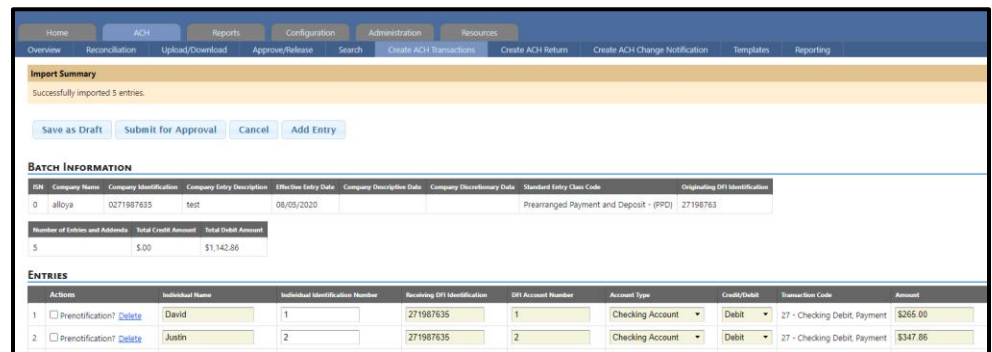 Home ACH Reports Configuration Administration Resources
Overview Reconciliation Upload/Download Approve/Release Search Create ACH Transactions Create ACH Return Create ACH Change Notification Templates Reporting
Import Summary
Successfully imported 5 entries.
Save as Draft Submit for Approval Cancel Add Entry
BATCH INFORMATION
ISN Company Name Company Identification Company Entry Description Effective Entry Date Company Descriptive Date Company Discretionary Data Standard Entry Class Code Originating DFI Identification
0 alloya 0271987635 test 08/05/2020 Prearranged Payment and Deposit - (PPD) 27198763
Number of Entries and Addenda Total Credit Amount Total Debit Amount
5 $.00 $1,142.86
ENTRIES
Actions Individual Name Individual Identification Number Receiving DFI Identification DFI Account Number Account Type Credit/Debit Transaction Code Amount
1 Prenotification? Delete David 1 271987635 1 Checking Account Debit 27 - Checking Debit, Payment $265.00
2 Prenotification? Delete Justin 2 271987635 2 Checking Account Debit 27 - Checking Debit, Payment $347.86